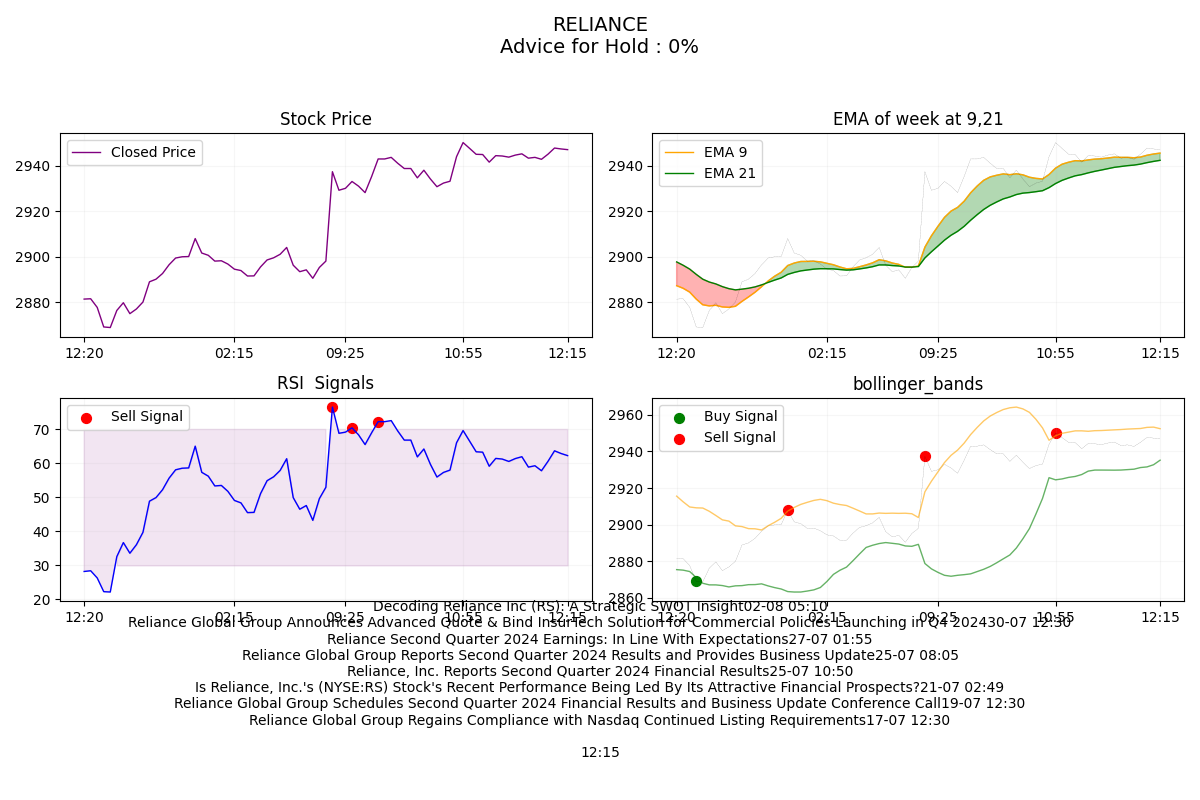 RELIANCE
Advice for Hold : 0%
Stock Price
Closed Price
2940
2920
2900
2880
12:20
02:15
09:25
10:55
12:15
EMA of week at 9,21
EMA 9
EMA 21
2940
2920
2900
2880
12:20
02:15
09:25
10:55
12:15
RSI  Signals
Sell Signal
70
60
50
40
30
20
12:20
02:15
09:25
10:55
12:15
bollinger_bands
Buy Signal
Sell Signal
2960
2940
2920
2900
2880
2860
12:20
02:15
09:25
10:55
12:15
Decoding Reliance Inc (RS): A Strategic SWOT Insight02-08 05:10
Reliance Global Group Announces Advanced Quote & Bind InsurTech Solution for Commercial Policies Launching in Q4 202430-07 12:30
Reliance Second Quarter 2024 Earnings: In Line With Expectations27-07 01:55
Reliance Global Group Reports Second Quarter 2024 Results and Provides Business Update25-07 08:05
Reliance, Inc. Reports Second Quarter 2024 Financial Results25-07 10:50
Is Reliance, Inc.'s (NYSE:RS) Stock's Recent Performance Being Led By Its Attractive Financial Prospects?21-07 02:49
Reliance Global Group Schedules Second Quarter 2024 Financial Results and Business Update Conference Call19-07 12:30
Reliance Global Group Regains Compliance with Nasdaq Continued Listing Requirements17-07 12:30
12:15